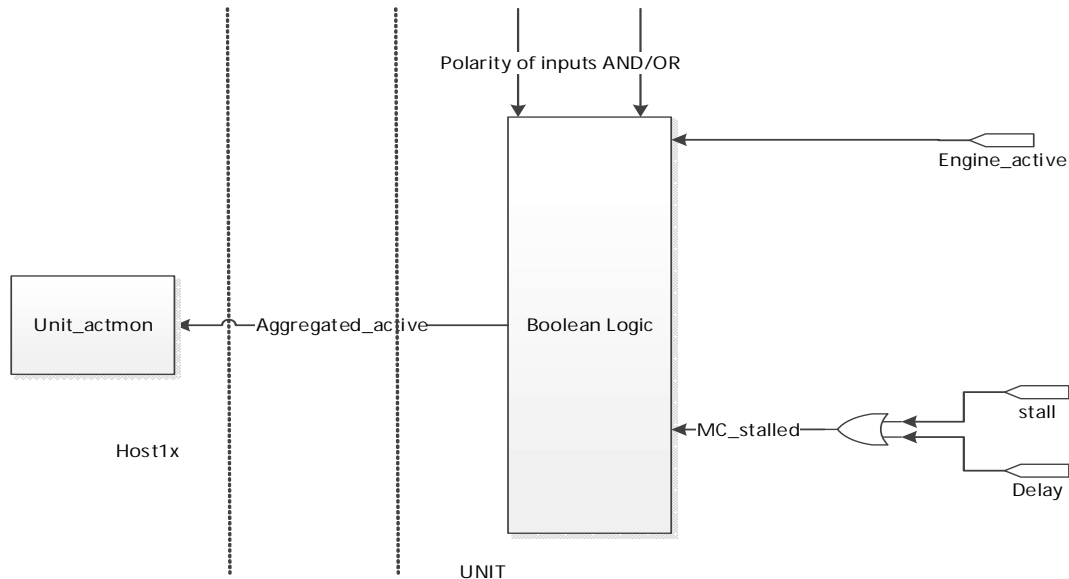 Polarity of inputs AND/OR
Engine_active
Unit_actmon
Aggregated_active
Boolean Logic
stall
MC_stalled
Host1x
Delay
UNIT